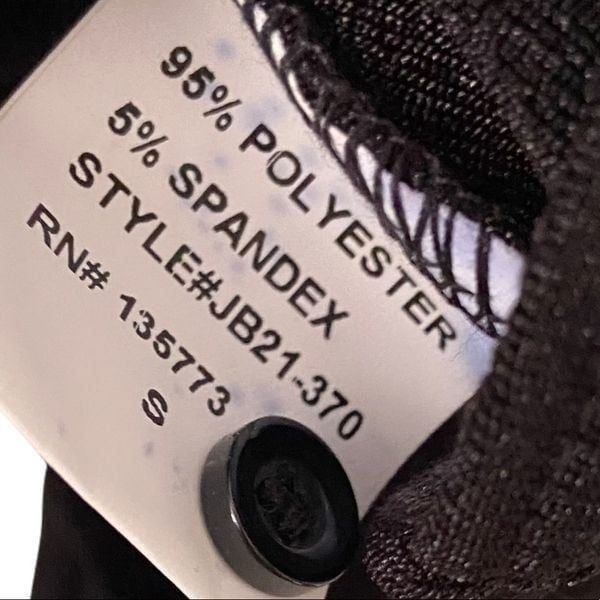 95% POLYESTER
5% SPANDEX
STYLE#JB21-370
RN# 135773
S